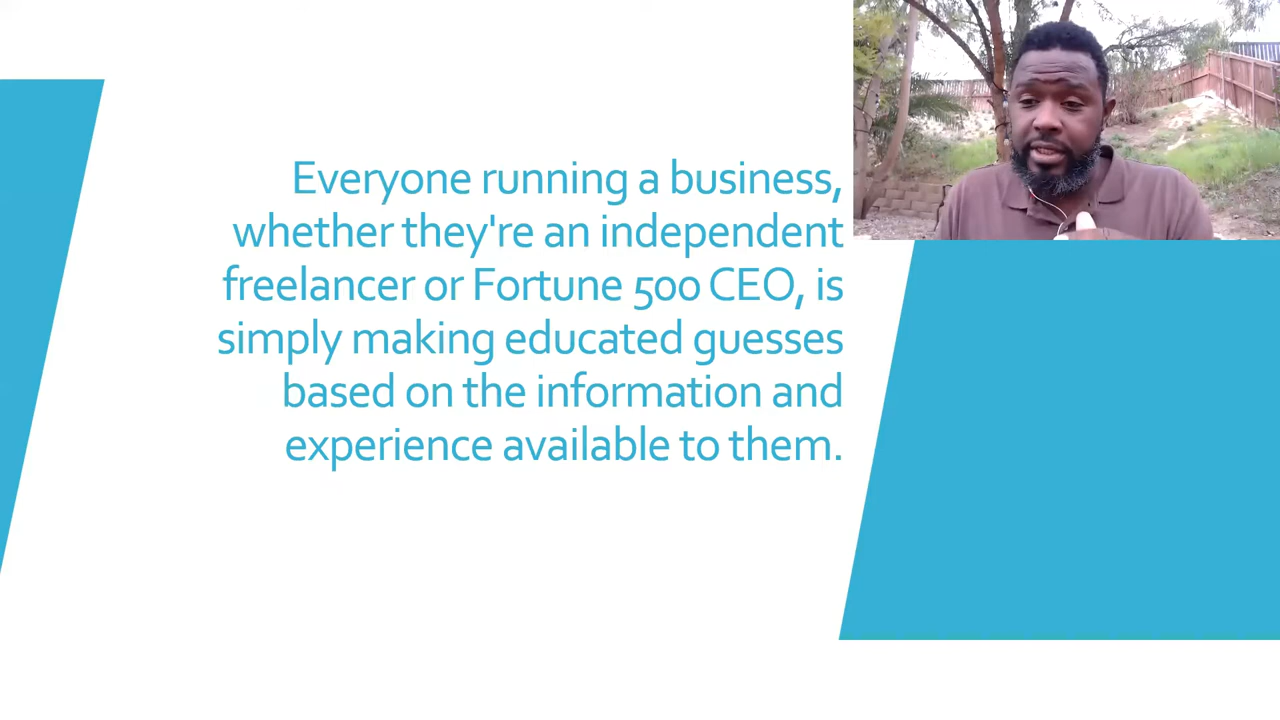 Everyone running a business,
whether they're an independent
freelancer or Fortune 500 CEO, is
simply making educated guesses
based on the information and
experience available to them.